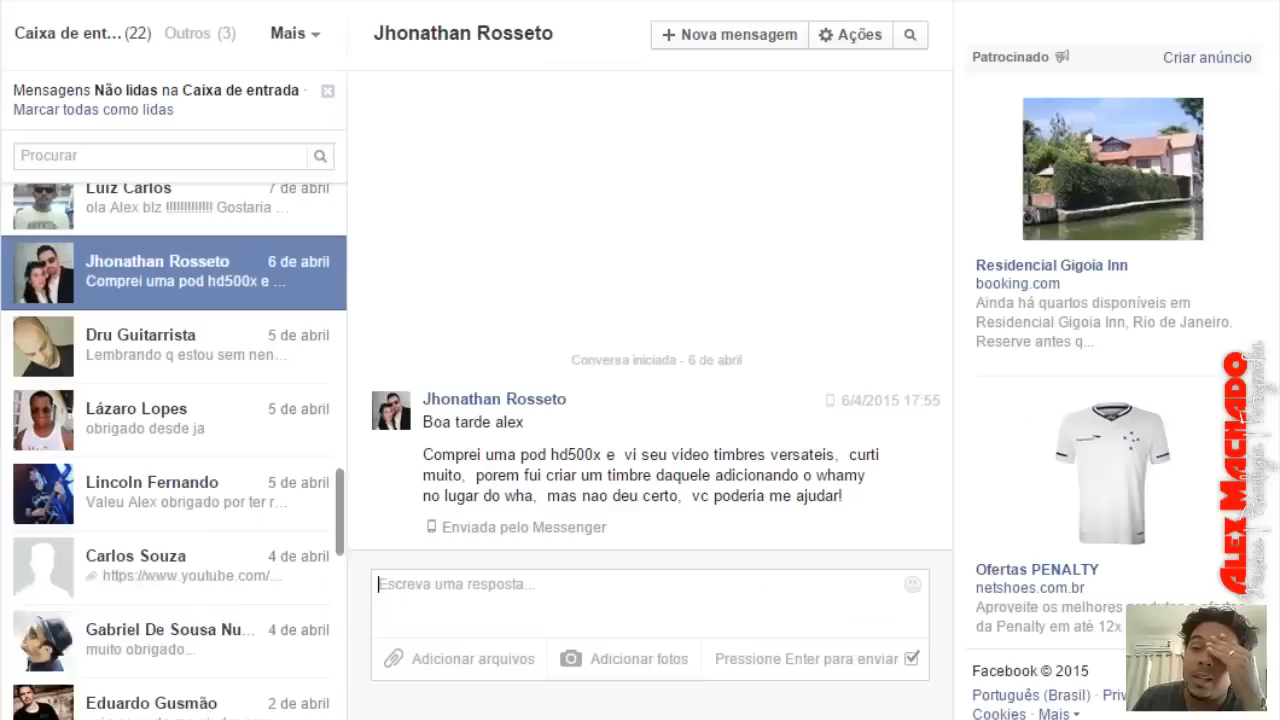 Caixa de ent... (22) Outros (3) Mais
Mensagens Não lidas na Caixa de entrada ·
Marcar todas como lidas
Procurar
Luiz Carlos 7 de abril
ola Alex blz !!!!!!!!!!!!! Gostaria ...
Jhonathan Rosseto 6 de abril
Comprei uma pod hd500x e ...
Dru Guitarrista 5 de abril
Lembrando q estou sem nen...
Lázaro Lopes 5 de abril
obrigado desde ja
Lincoln Fernando 5 de abril
Valeu Alex obrigado por ter r...
Carlos Souza 4 de abril
https://www.youtube.com/...
Gabriel De Sousa Nu... 4 de abril
muito obrigado...
Eduardo Gusmão 2 de abril
Jhonathan Rosseto
Nova mensagem Ações
Conversa iniciada - 6 de abril
Jhonathan Rosseto 6/4/2015 17:55
Boa tarde alex
Comprei uma pod hd500x e vi seu video timbres versateis, curti
muito, porem fui criar um timbre daquele adicionando o whamy
no lugar do wha, mas nao deu certo, vc poderia me ajudar!
Enviada pelo Messenger
Escreva uma resposta...
Adicionar arquivos Adicionar fotos Pressione Enter para enviar
Patrocinado Criar anúncio
Residencial Gigoia Inn
booking.com
Ainda há quartos disponíveis em
Residencial Gigoia Inn, Rio de Janeiro.
Reserve antes q...
Ofertas PENALTY
netshoes.com.br
Aproveite os melhores
da Penalty em até 12x
Facebook © 2015
Português (Brasil) · Priv
Cookies · Mais
ALEX MACHADO